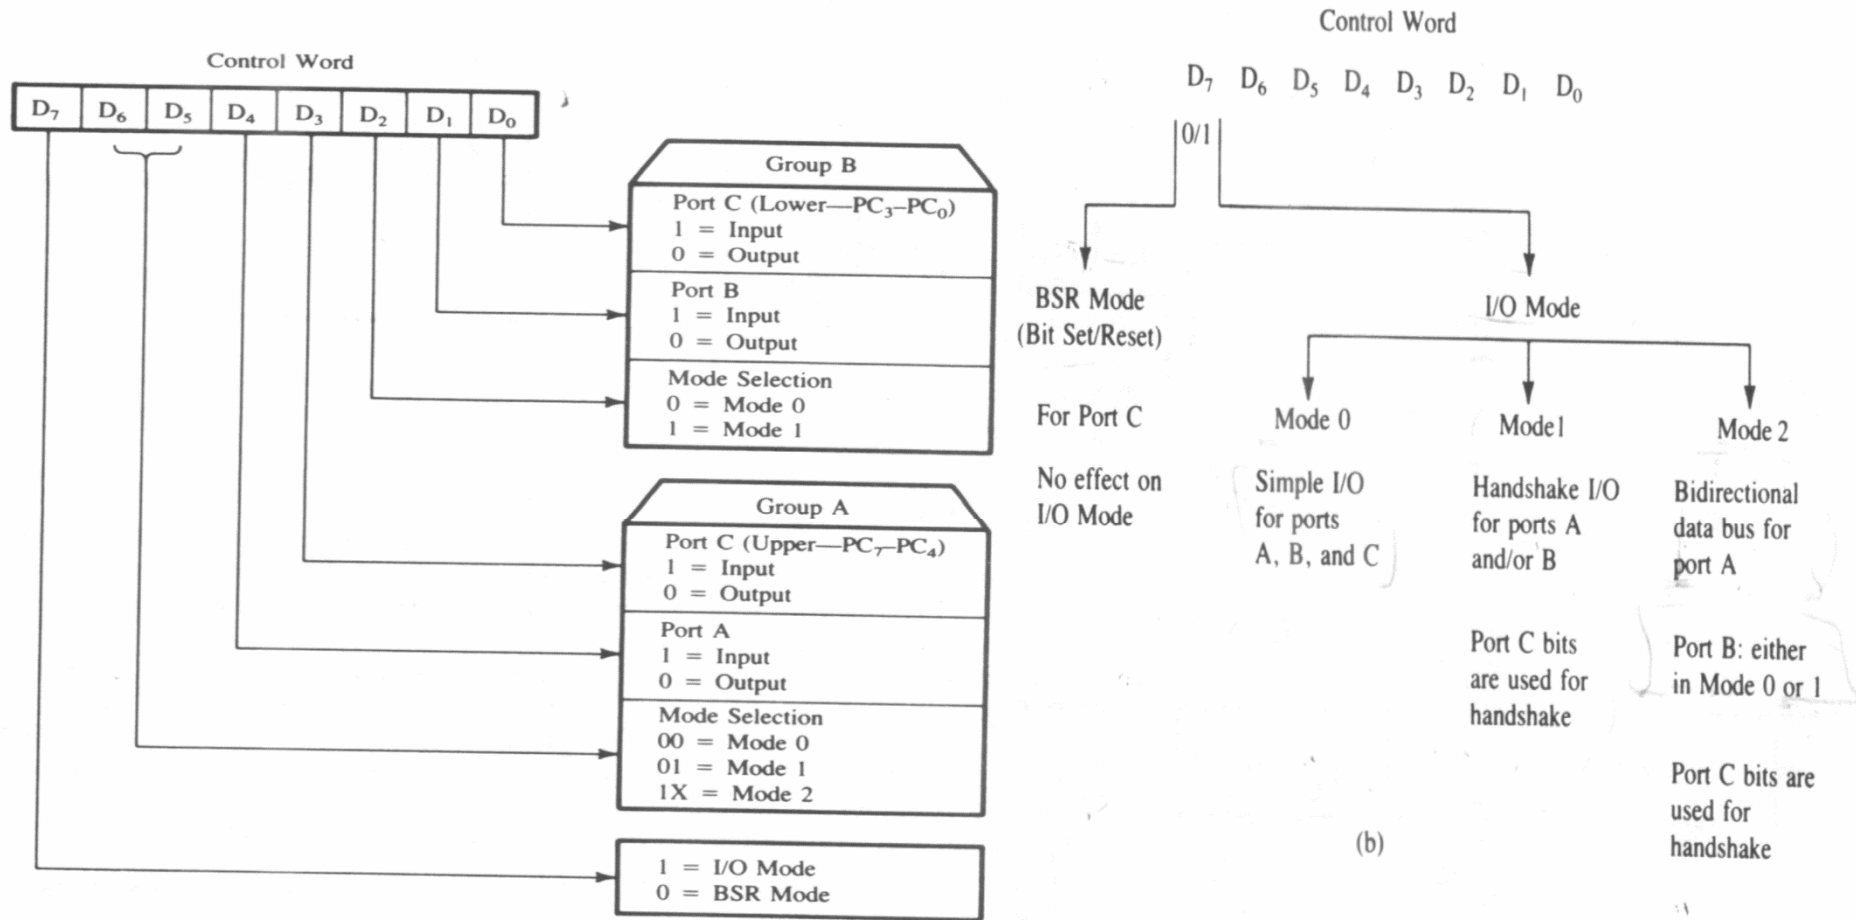 Control Word
D₇ D₆ D₅ D₄ D₃ D₂ D₁ D₀
Group B
Port C (Lower—PC₃–PC₀)
1 = Input
0 = Output
Port B
1 = Input
0 = Output
Mode Selection
0 = Mode 0
1 = Mode 1
Group A
Port C (Upper—PC₇–PC₄)
1 = Input
0 = Output
Port A
1 = Input
0 = Output
Mode Selection
00 = Mode 0
01 = Mode 1
1X = Mode 2
1 = I/O Mode
0 = BSR Mode
Control Word
D₇ D₆ D₅ D₄ D₃ D₂ D₁ D₀
0/1
BSR Mode
(Bit Set/Reset)
For Port C
No effect on
I/O Mode
I/O Mode
Mode 0
Simple I/O
for ports
A, B, and C
Mode 1
Handshake I/O
for ports A
and/or B
Port C bits
are used for
handshake
Mode 2
Bidirectional
data bus for
port A
Port B: either
in Mode 0 or 1
Port C bits are
used for
handshake
(b)